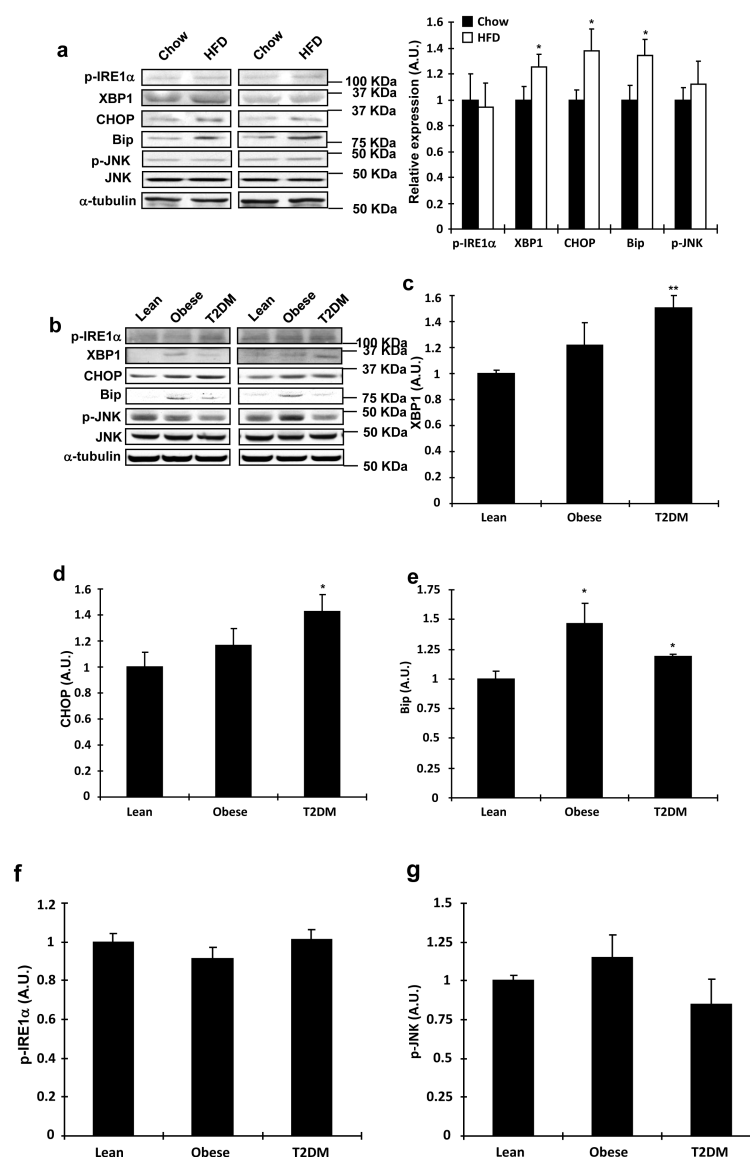 a
Chow HFD Chow HFD
p-IRE1α
100 KDa
XBP1
37 KDa
CHOP
37 KDa
Bip
75 KDa
p-JNK
50 KDa
JNK
50 KDa
α-tubulin
50 KDa
Relative expression (A.U.)
1.6
1.4
1.2
1
0.8
0.6
0.4
0.2
0
Chow
HFD
* * *
p-IRE1α XBP1 CHOP Bip p-JNK
b
Lean Obese T2DM Lean Obese T2DM
p-IRE1α
100 KDa
XBP1
37 KDa
CHOP
37 KDa
Bip
75 KDa
p-JNK
50 KDa
JNK
50 KDa
α-tubulin
50 KDa
c
XBP1 (A.U.)
1.6
1.4
1.2
1
0.8
0.6
0.4
0.2
0
**
Lean Obese T2DM
d
CHOP (A.U.)
1.6
1.4
1.2
1
0.8
0.6
0.4
0.2
0
*
Lean Obese T2DM
e
Bip (A.U.)
1.75
1.5
1.25
1
0.75
0.5
0.25
0
* *
Lean Obese T2DM
f
p-IRE1α (A.U.)
1.2
1
0.8
0.6
0.4
0.2
0
Lean Obese T2DM
g
p-JNK (A.U.)
1.5
1.25
1
0.75
0.5
0.25
0
Lean Obese T2DM